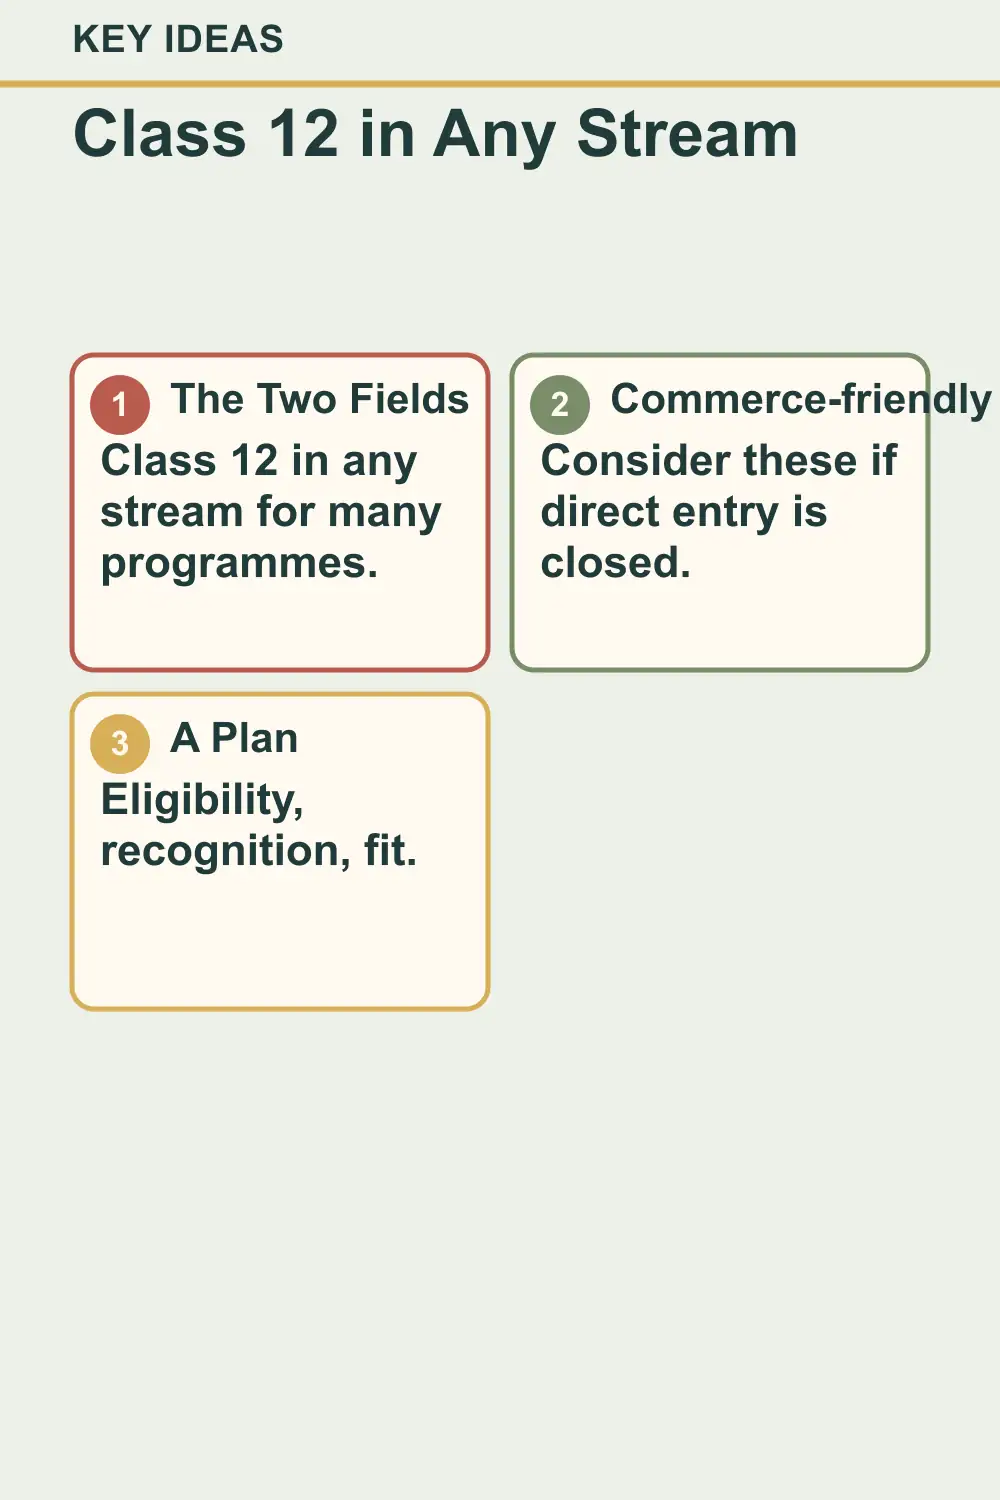 KEY IDEAS
Class 12 in Any Stream
1 The Two Fields
Class 12 in any
stream for many
programmes.
2 Commerce-friendly
Consider these if
direct entry is
closed.
3 A Plan
Eligibility,
recognition, fit.